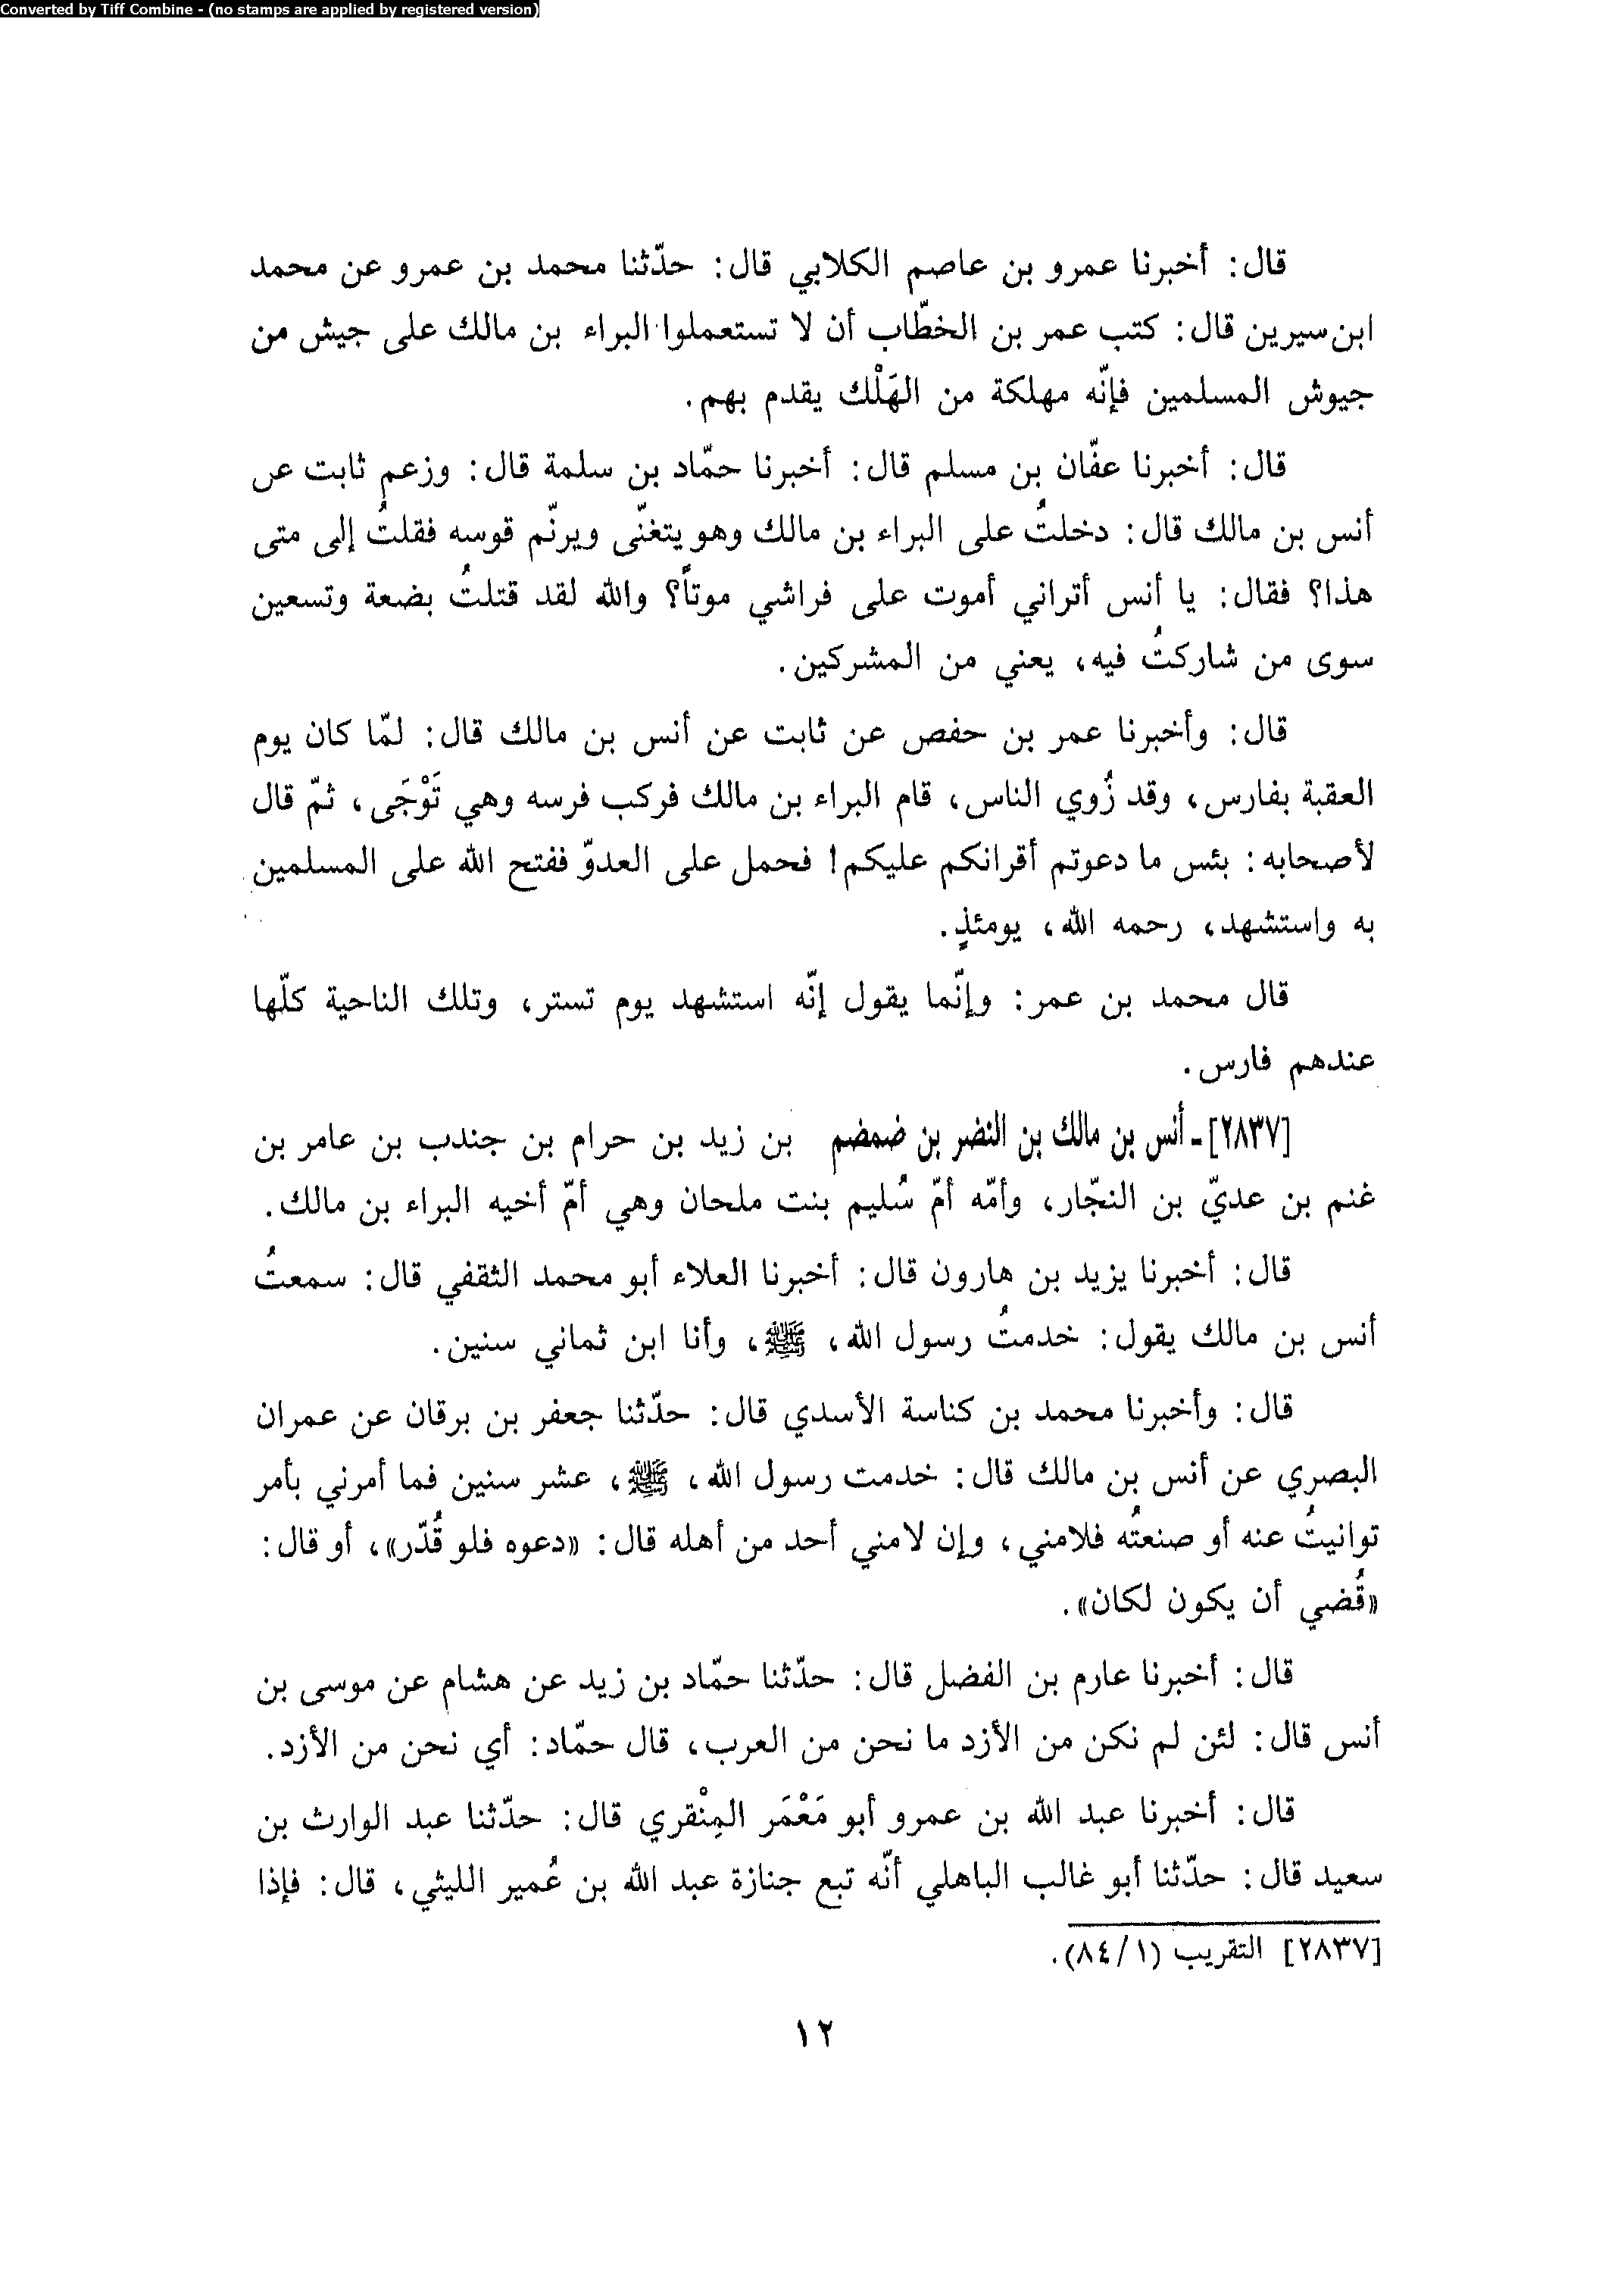 Converted by Tiff Combine - (no stamps are applied by registered version)
قال: أخبرنا عمرو بن عاصم الكلابي قال: حدّثنا محمد بن عمرو عن محمد
ابن سيرين قال: كتب عمر بن الخطّاب أن لا تستعملوا البراء بن مالك على جيش من
جيوش المسلمين فإنّه مهلكة من الهَلْك يقدم بهم.
قال: أخبرنا عفّان بن مسلم قال: أخبرنا حمّاد بن سلمة قال: وزعم ثابت عن
أنس بن مالك قال: دخلتُ على البراء بن مالك وهو يتغنّى ويرنّم قوسه فقلتُ إلى متى
هذا؟ فقال: يا أنس أتراني أموت على فراشي موتاً؟ والله لقد قتلتُ بضعة وتسعين
سوى من شاركتُ فيه، يعني من المشركين.
قال: وأخبرنا عمر بن حفص عن ثابت عن أنس بن مالك قال: لمّا كان يوم
العقبة بفارس، وقد زُوي الناس، قام البراء بن مالك فركب فرسه وهي تَوْجَى، ثمّ قال
لأصحابه: بئس ما دعوتم أقرانكم عليكم! فحمل على العدوّ ففتح الله على المسلمين
به واستشهد، رحمه الله، يومئذٍ.
قال محمد بن عمر: وإنّما يقول إنّه استشهد يوم تستر، وتلك الناحية كلّها
عندهم فارس.
[٢٨٣٧] ـ أنس بن مالك بن النضر بن ضمضم بن زيد بن حرام بن جندب بن عامر بن
غنم بن عديّ بن النجّار، وأمّه أمّ سُليم بنت ملحان وهي أمّ أخيه البراء بن مالك.
قال: أخبرنا يزيد بن هارون قال: أخبرنا العلاء أبو محمد الثقفي قال: سمعتُ
أنس بن مالك يقول: خدمتُ رسول الله، ﷺ، وأنا ابن ثماني سنين.
قال: وأخبرنا محمد بن كناسة الأسدي قال: حدّثنا جعفر بن برقان عن عمران
البصري عن أنس بن مالك قال: خدمت رسول الله، ﷺ، عشر سنين فما أمرني بأمر
توانيتُ عنه أو صنعتُه فلامني، وإن لامني أحد من أهله قال: «دعوه فلو قُدّر»، أو قال:
«قُضي أن يكون لكان».
قال: أخبرنا عارم بن الفضل قال: حدّثنا حمّاد بن زيد عن هشام عن موسى بن
أنس قال: لئن لم نكن من الأزد ما نحن من العرب، قال حمّاد: أي نحن من الأزد.
قال: أخبرنا عبد الله بن عمرو أبو مَعْمَر المِنْقري قال: حدّثنا عبد الوارث بن
سعيد قال: حدّثنا أبو غالب الباهلي أنّه تبع جنازة عبد الله بن عُمير الليثي، قال: فإذا
[٢٨٣٧] التقريب (١/ ٨٤).
١٢